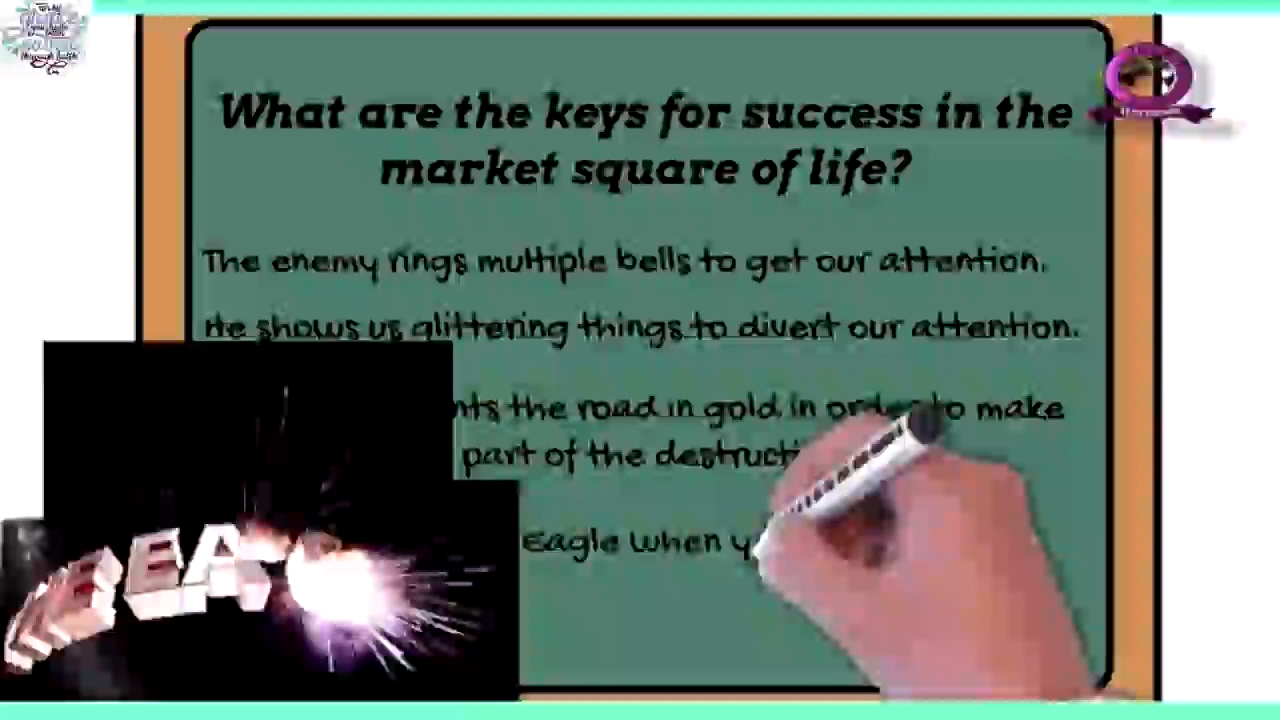 What are the keys for success in the
market square of life?
The enemy rings multiple bells to get our attention.
He shows us glittering things to divert our attention.
the road in gold in order to make
part of the
Eagle when